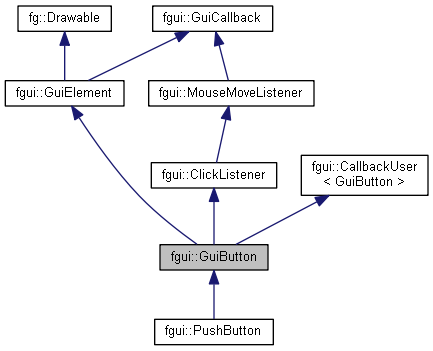 fg::Drawable
fgui::GuiCallback
fgui::GuiElement
fgui::MouseMoveListener
fgui::ClickListener
fgui::CallbackUser
< GuiButton >
fgui::GuiButton
fgui::PushButton